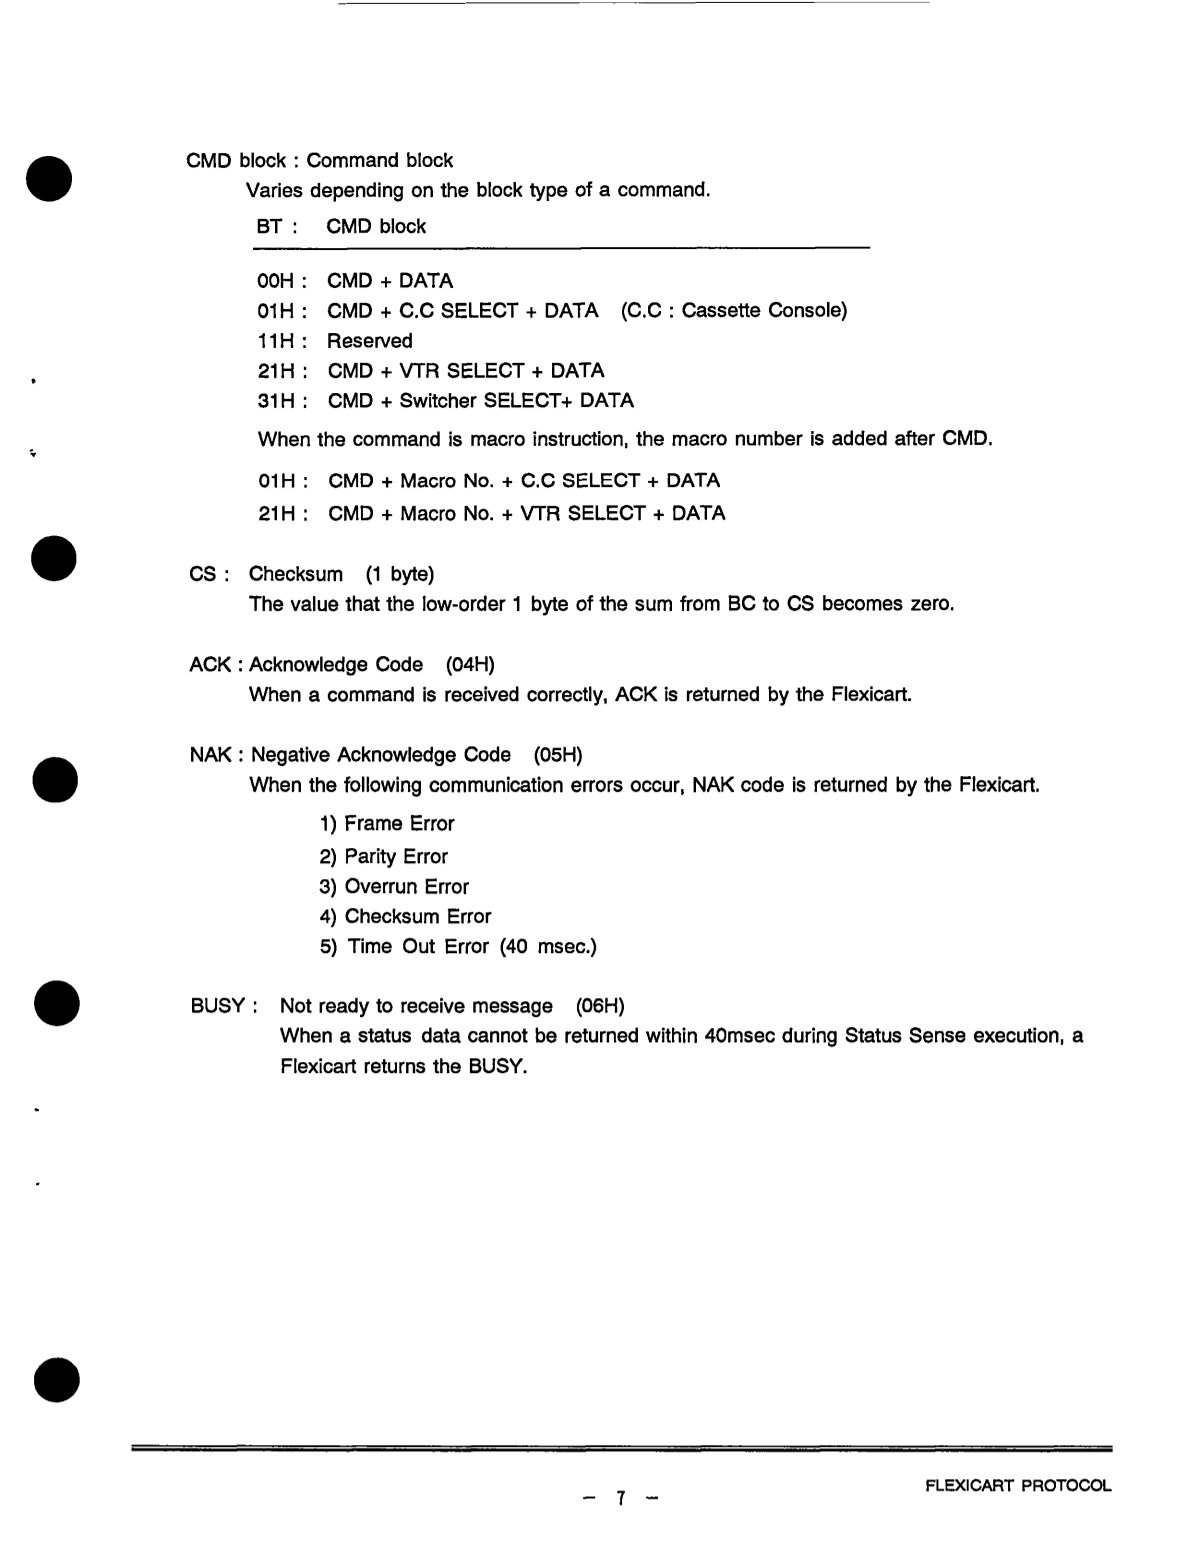 CMD block : Command block
Varies depending on the block type of a command.
BT : CMD block
00H : CMD + DATA
01H : CMD + C.C SELECT + DATA (C.C : Cassette Console)
11H : Reserved
21H : CMD + VTR SELECT + DATA
31H : CMD + Switcher SELECT+ DATA
When the command is macro instruction, the macro number is added after CMD.
01H : CMD + Macro No. + C.C SELECT + DATA
21H : CMD + Macro No. + VTR SELECT + DATA
CS : Checksum (1 byte)
The value that the low-order 1 byte of the sum from BC to CS becomes zero.
ACK : Acknowledge Code (04H)
When a command is received correctly, ACK is returned by the Flexicart.
NAK : Negative Acknowledge Code (05H)
When the following communication errors occur, NAK code is returned by the Flexicart.
1) Frame Error
2) Parity Error
3) Overrun Error
4) Checksum Error
5) Time Out Error (40 msec.)
BUSY : Not ready to receive message (06H)
When a status data cannot be returned within 40msec during Status Sense execution, a
Flexicart returns the BUSY.
FLEXICART PROTOCOL
– 7 –